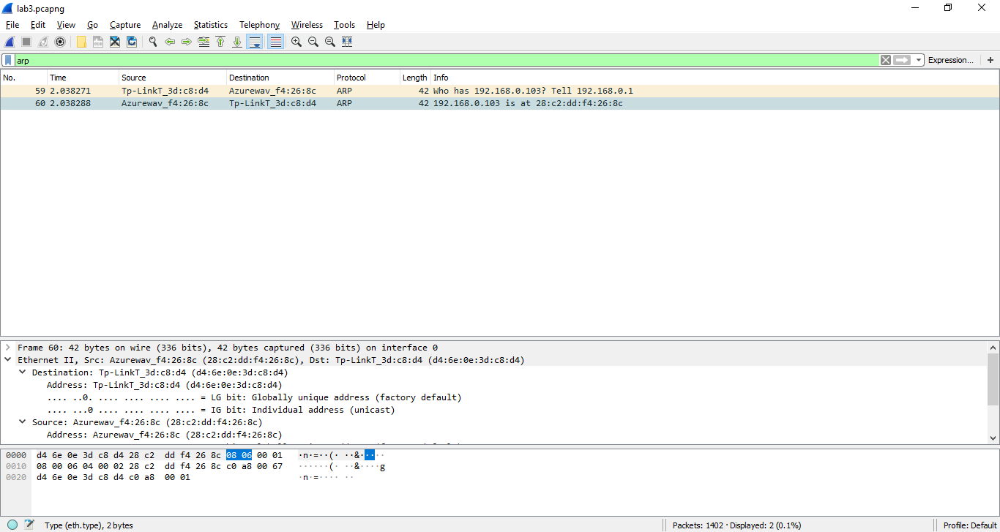 lab3.pcapng
File Edit View Go Capture Analyze Statistics Telephony Wireless Tools Help
arp Expression... +
No. Time Source Destination Protocol Length Info
59 2.038271 Tp-LinkT_3d:c8:d4 Azurewav_f4:26:8c ARP 42 Who has 192.168.0.103? Tell 192.168.0.1
60 2.038288 Azurewav_f4:26:8c Tp-LinkT_3d:c8:d4 ARP 42 192.168.0.103 is at 28:c2:dd:f4:26:8c
Frame 60: 42 bytes on wire (336 bits), 42 bytes captured (336 bits) on interface 0
Ethernet II, Src: Azurewav_f4:26:8c (28:c2:dd:f4:26:8c), Dst: Tp-LinkT_3d:c8:d4 (d4:6e:0e:3d:c8:d4)
Destination: Tp-LinkT_3d:c8:d4 (d4:6e:0e:3d:c8:d4)
Address: Tp-LinkT_3d:c8:d4 (d4:6e:0e:3d:c8:d4)
.... ..0. .... .... .... .... = LG bit: Globally unique address (factory default)
.... ...0 .... .... .... .... = IG bit: Individual address (unicast)
Source: Azurewav_f4:26:8c (28:c2:dd:f4:26:8c)
Address: Azurewav_f4:26:8c (28:c2:dd:f4:26:8c)
0000 d4 6e 0e 3d c8 d4 28 c2 dd f4 26 8c 08 06 00 01 ·n·=··(· ··&·····
0010 08 00 06 04 00 02 28 c2 dd f4 26 8c c0 a8 00 67 ······(· ··&····g
0020 d4 6e 0e 3d c8 d4 c0 a8 00 01 ·n·=···· ··
Type (eth.type), 2 bytes Packets: 1402 · Displayed: 2 (0.1%) Profile: Default